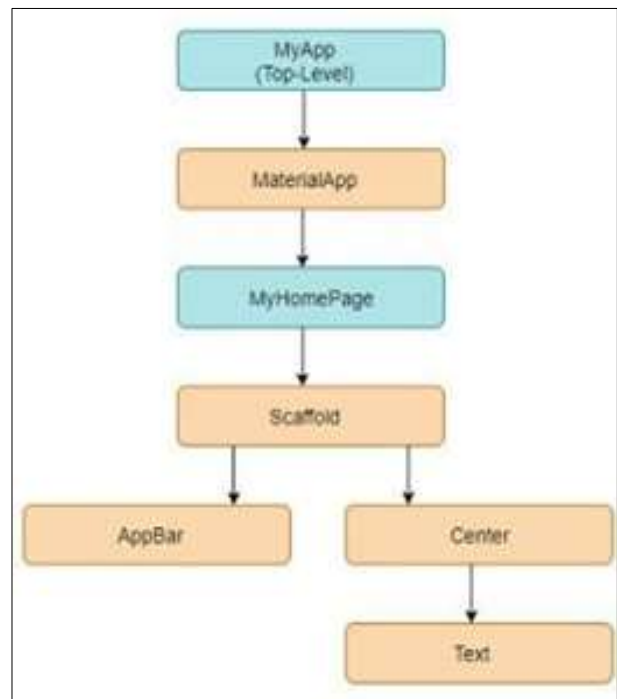 MyApp
(Top-Level)
MaterialApp
MyHomePage
Scaffold
AppBar
Center
Text